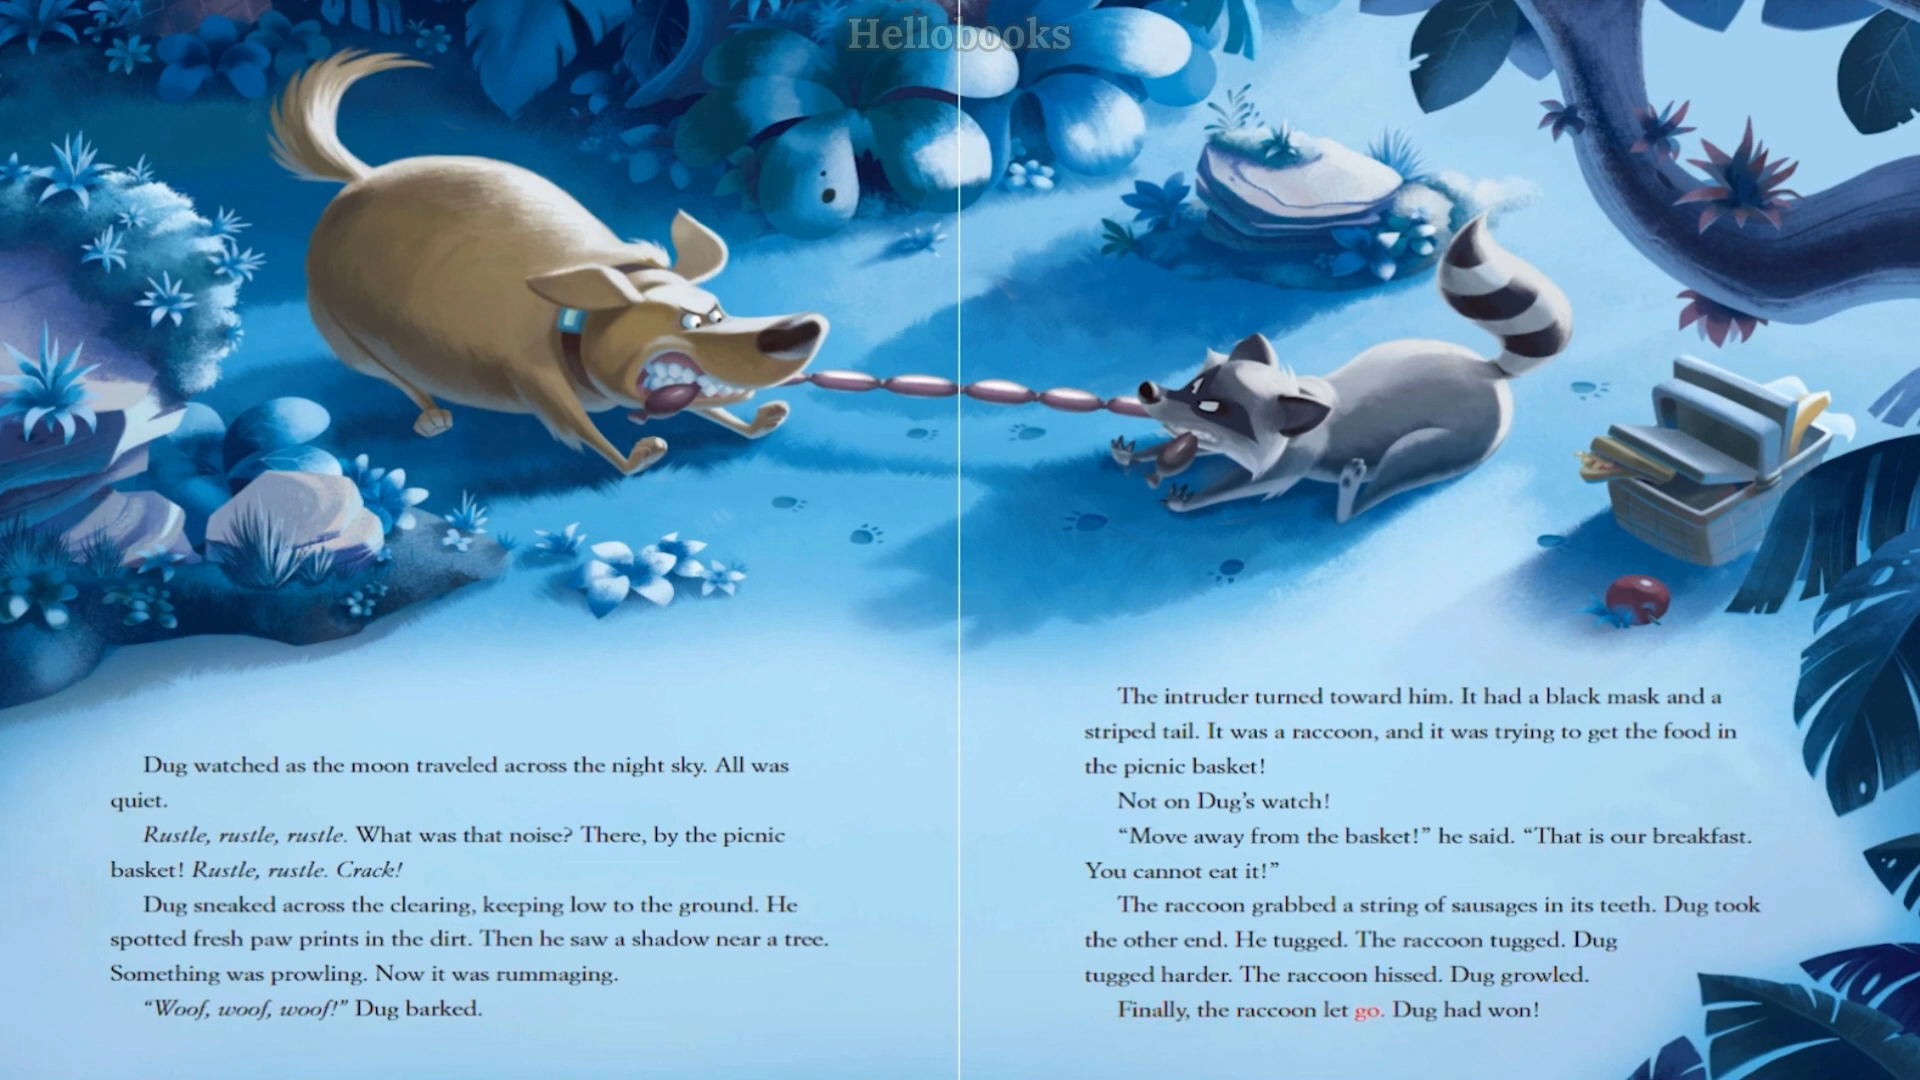 Hellobooks
Dug watched as the moon traveled across the night sky. All was
quiet.
Rustle, rustle, rustle. What was that noise? There, by the picnic
basket! Rustle, rustle. Crack!
Dug sneaked across the clearing, keeping low to the ground. He
spotted fresh paw prints in the dirt. Then he saw a shadow near a tree.
Something was prowling. Now it was rummaging.
“Woof, woof, woof!” Dug barked.
The intruder turned toward him. It had a black mask and a
striped tail. It was a raccoon, and it was trying to get the food in
the picnic basket!
Not on Dug’s watch!
“Move away from the basket!” he said. “That is our breakfast.
You cannot eat it!”
The raccoon grabbed a string of sausages in its teeth. Dug took
the other end. He tugged. The raccoon tugged. Dug
tugged harder. The raccoon hissed. Dug growled.
Finally, the raccoon let go. Dug had won!